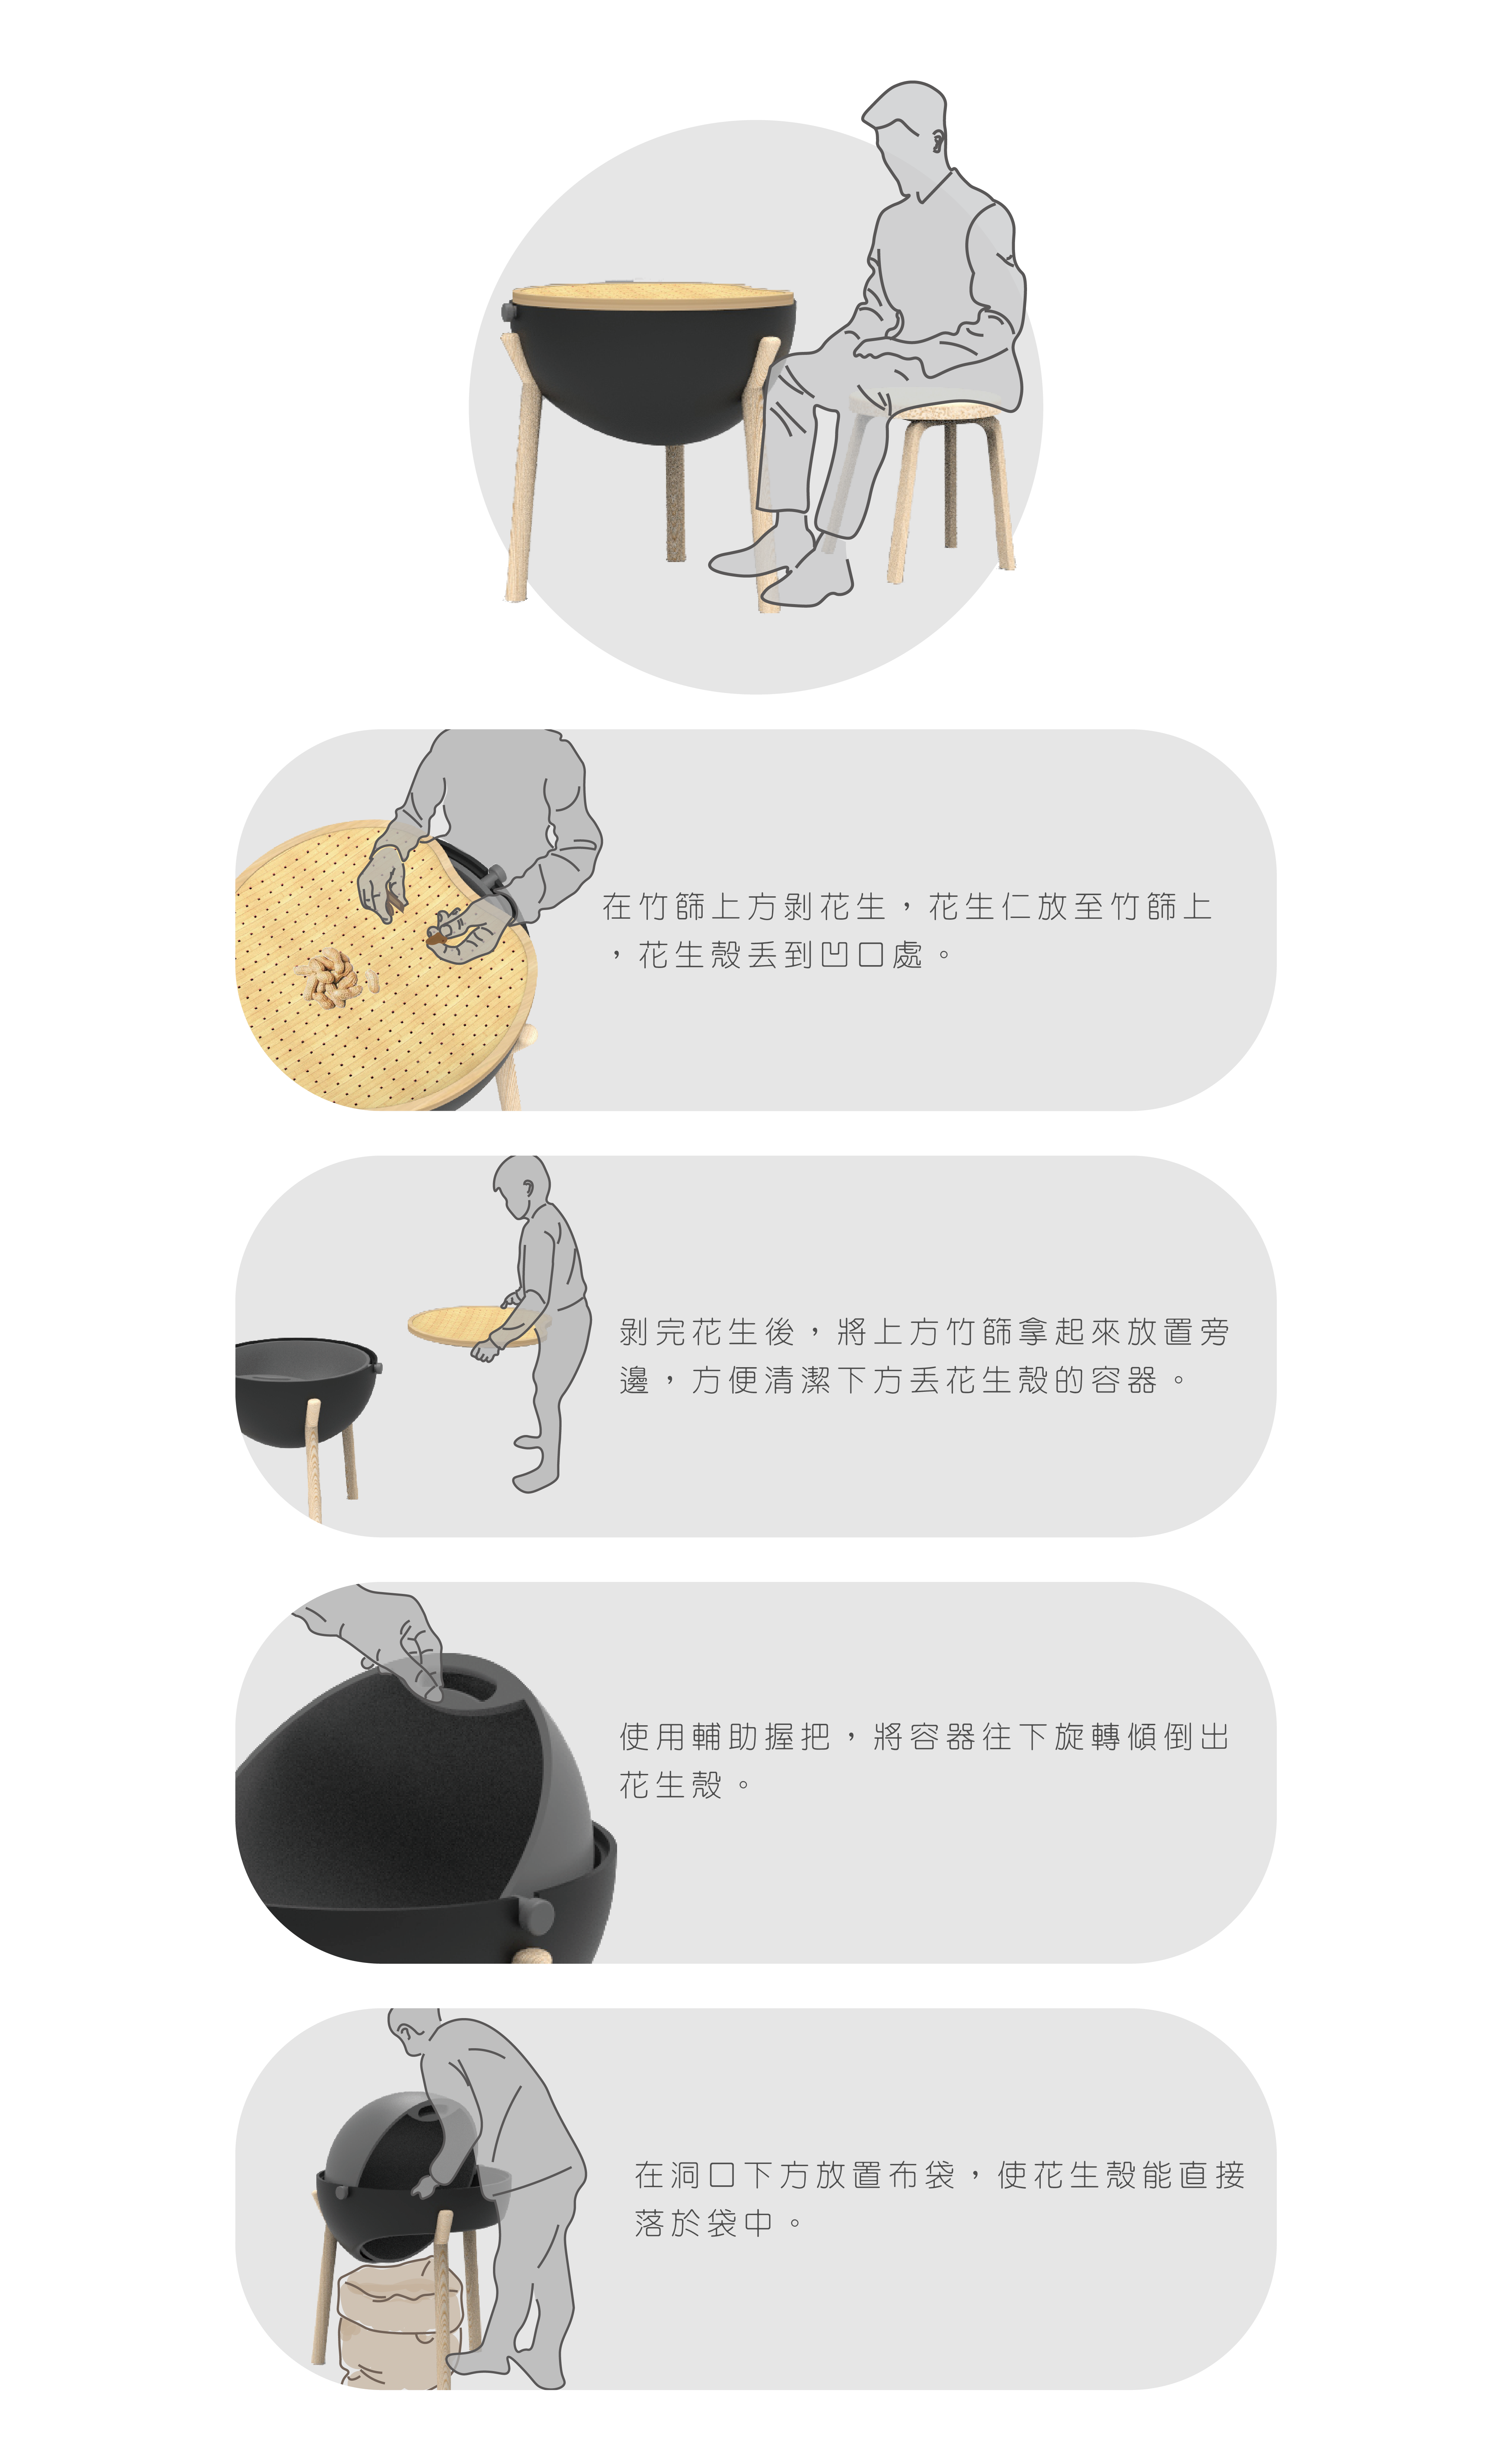 在竹篩上方剝花生，花生仁放至竹篩上
，花生殼丟到凹口處。
剝完花生後，將上方竹篩拿起來放置旁
邊，方便清潔下方丟花生殼的容器。
使用輔助握把，將容器往下旋轉傾倒出
花生殼。
在洞口下方放置布袋，使花生殼能直接
落於袋中。